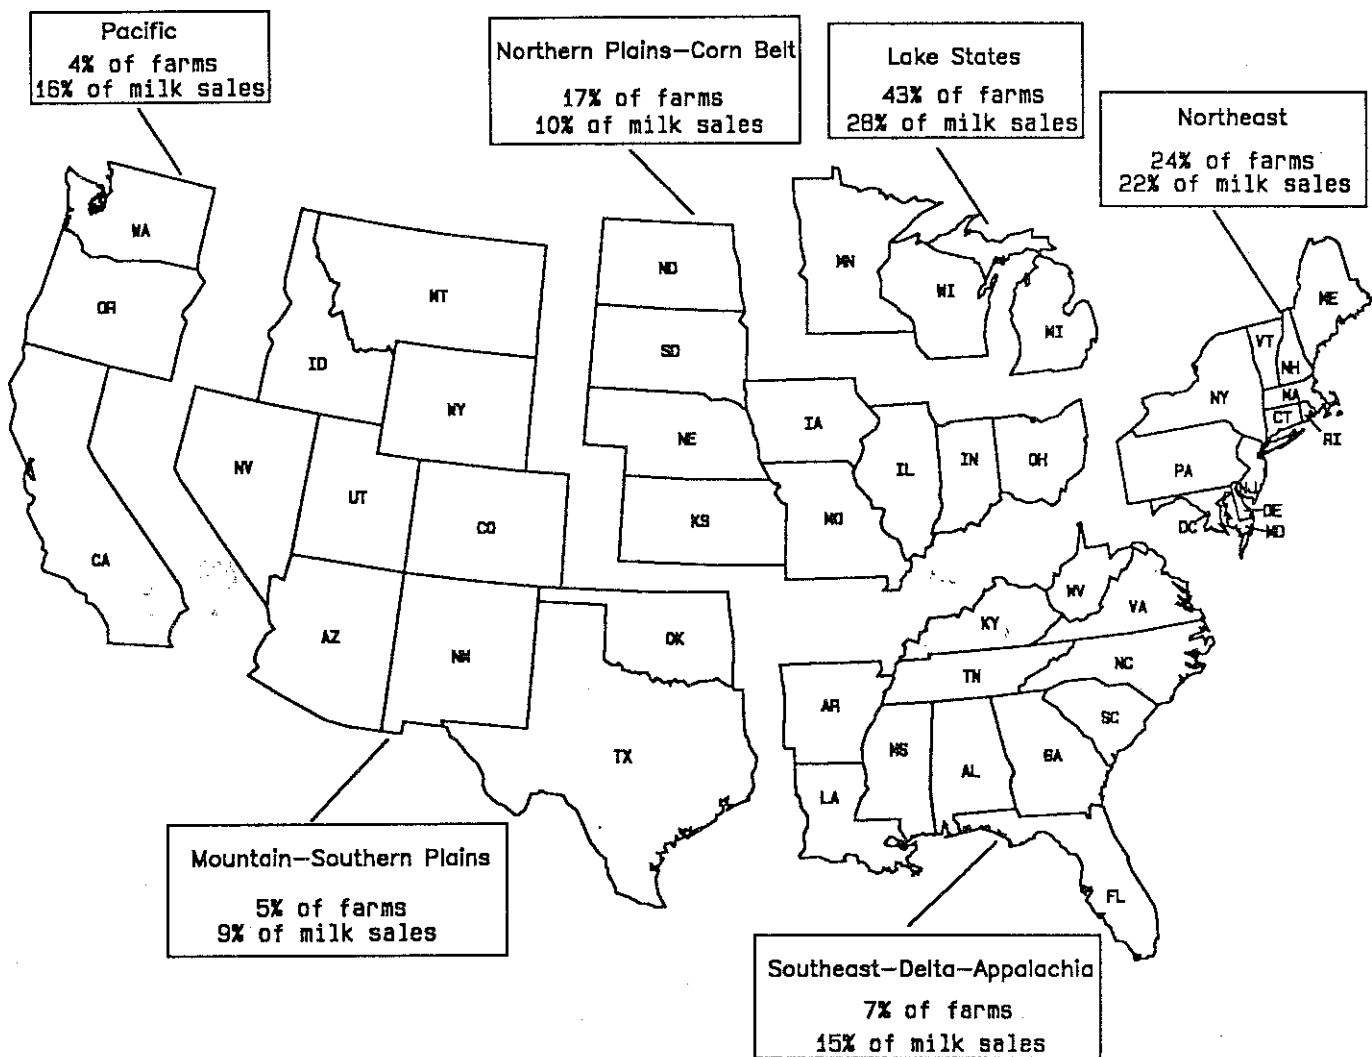 Pacific
4% of farms
16% of milk sales
Northern Plains–Corn Belt
17% of farms
10% of milk sales
Lake States
43% of farms
28% of milk sales
Northeast
24% of farms
22% of milk sales
WA
OR
CA
ID
MT
WY
NV
UT
CO
AZ
NM
ND
SD
NE
KS
OK
TX
MN
WI
MI
IA
IL
IN
OH
MO
ME
VT
NH
NY
MA
CT
RI
PA
NJ
DE
MD
DC
WV
VA
KY
NC
TN
SC
AR
MS
AL
GA
LA
FL
Mountain–Southern Plains
5% of farms
9% of milk sales
Southeast–Delta–Appalachia
7% of farms
15% of milk sales